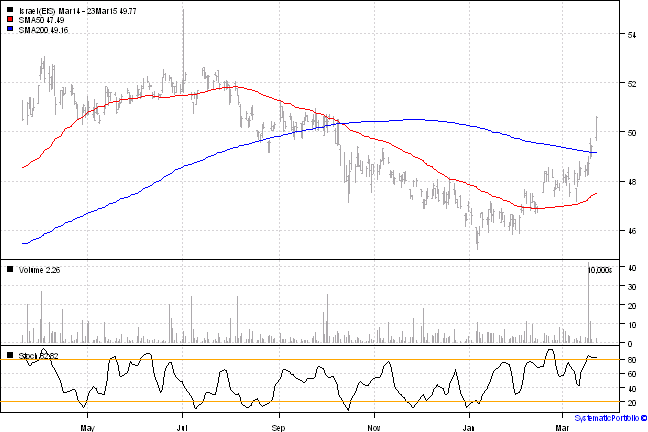 Israel(EIS) Mar14 - 23Mar15 49.77
SMA50 47.49
SMA200 49.16
54
52
50
48
46
Volume 2.26
10,000s
40
30
20
10
0
80
60
40
20
May
Jul
Sep
Nov
Jan
Mar
SystematicPortfolio ©